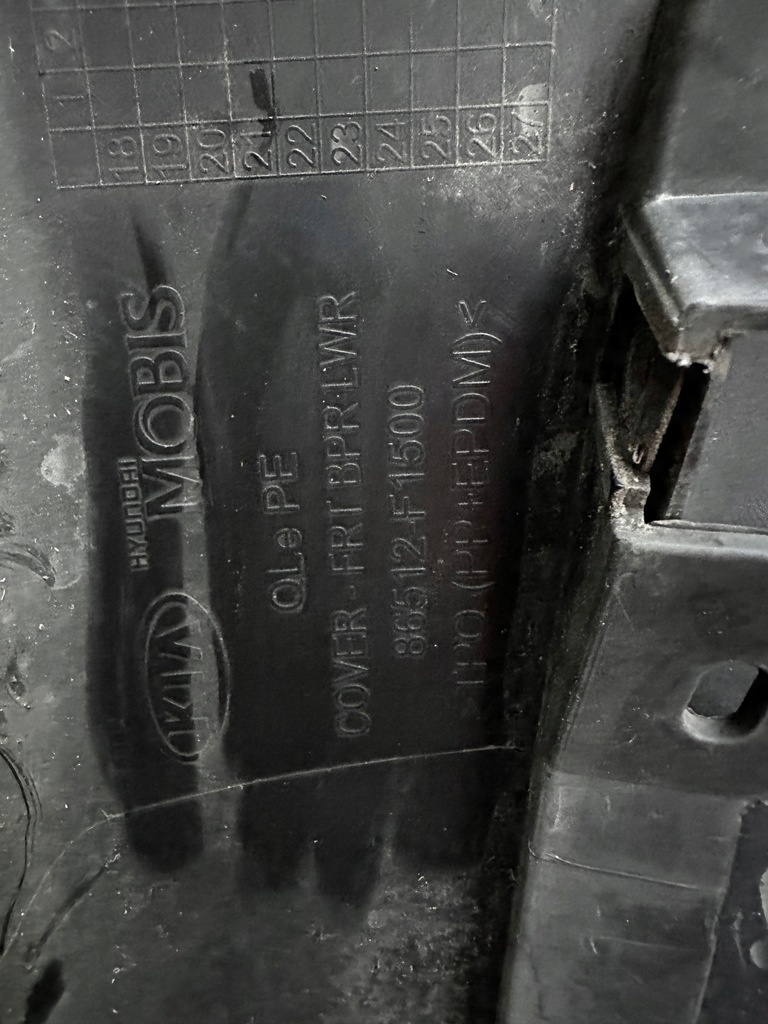 1 2
18
19
20
21
22
23
24
25
26
27
KIA HYUNDAI MOBIS
QLe PE
COVER - FRT BPR LWR
86512-F1500
TPO (PP+EPDM)<